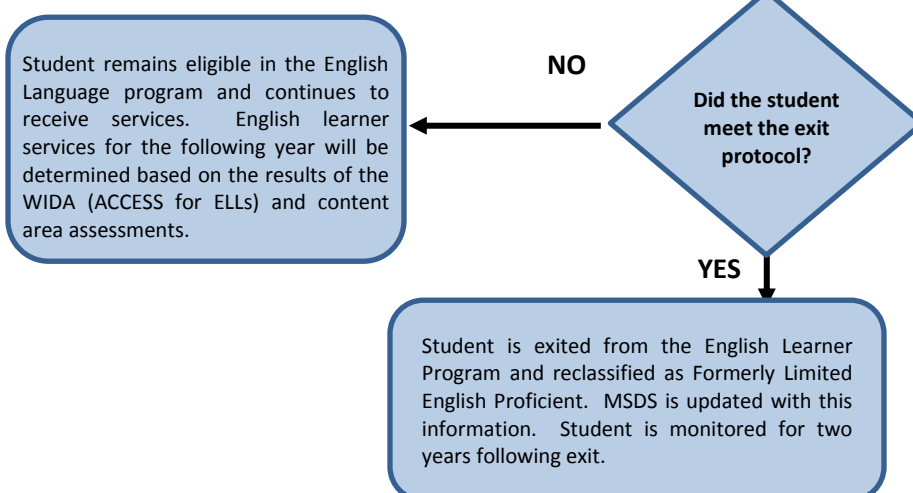 Student remains eligible in the English
Language program and continues to
receive services. English learner
services for the following year will be
determined based on the results of the
WIDA (ACCESS for ELLs) and content
area assessments.
NO
Did the student
meet the exit
protocol?
YES
Student is exited from the English Learner
Program and reclassified as Formerly Limited
English Proficient. MSDS is updated with this
information. Student is monitored for two
years following exit.